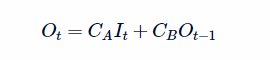 O_t = C_A I_t + C_B O_{t-1}